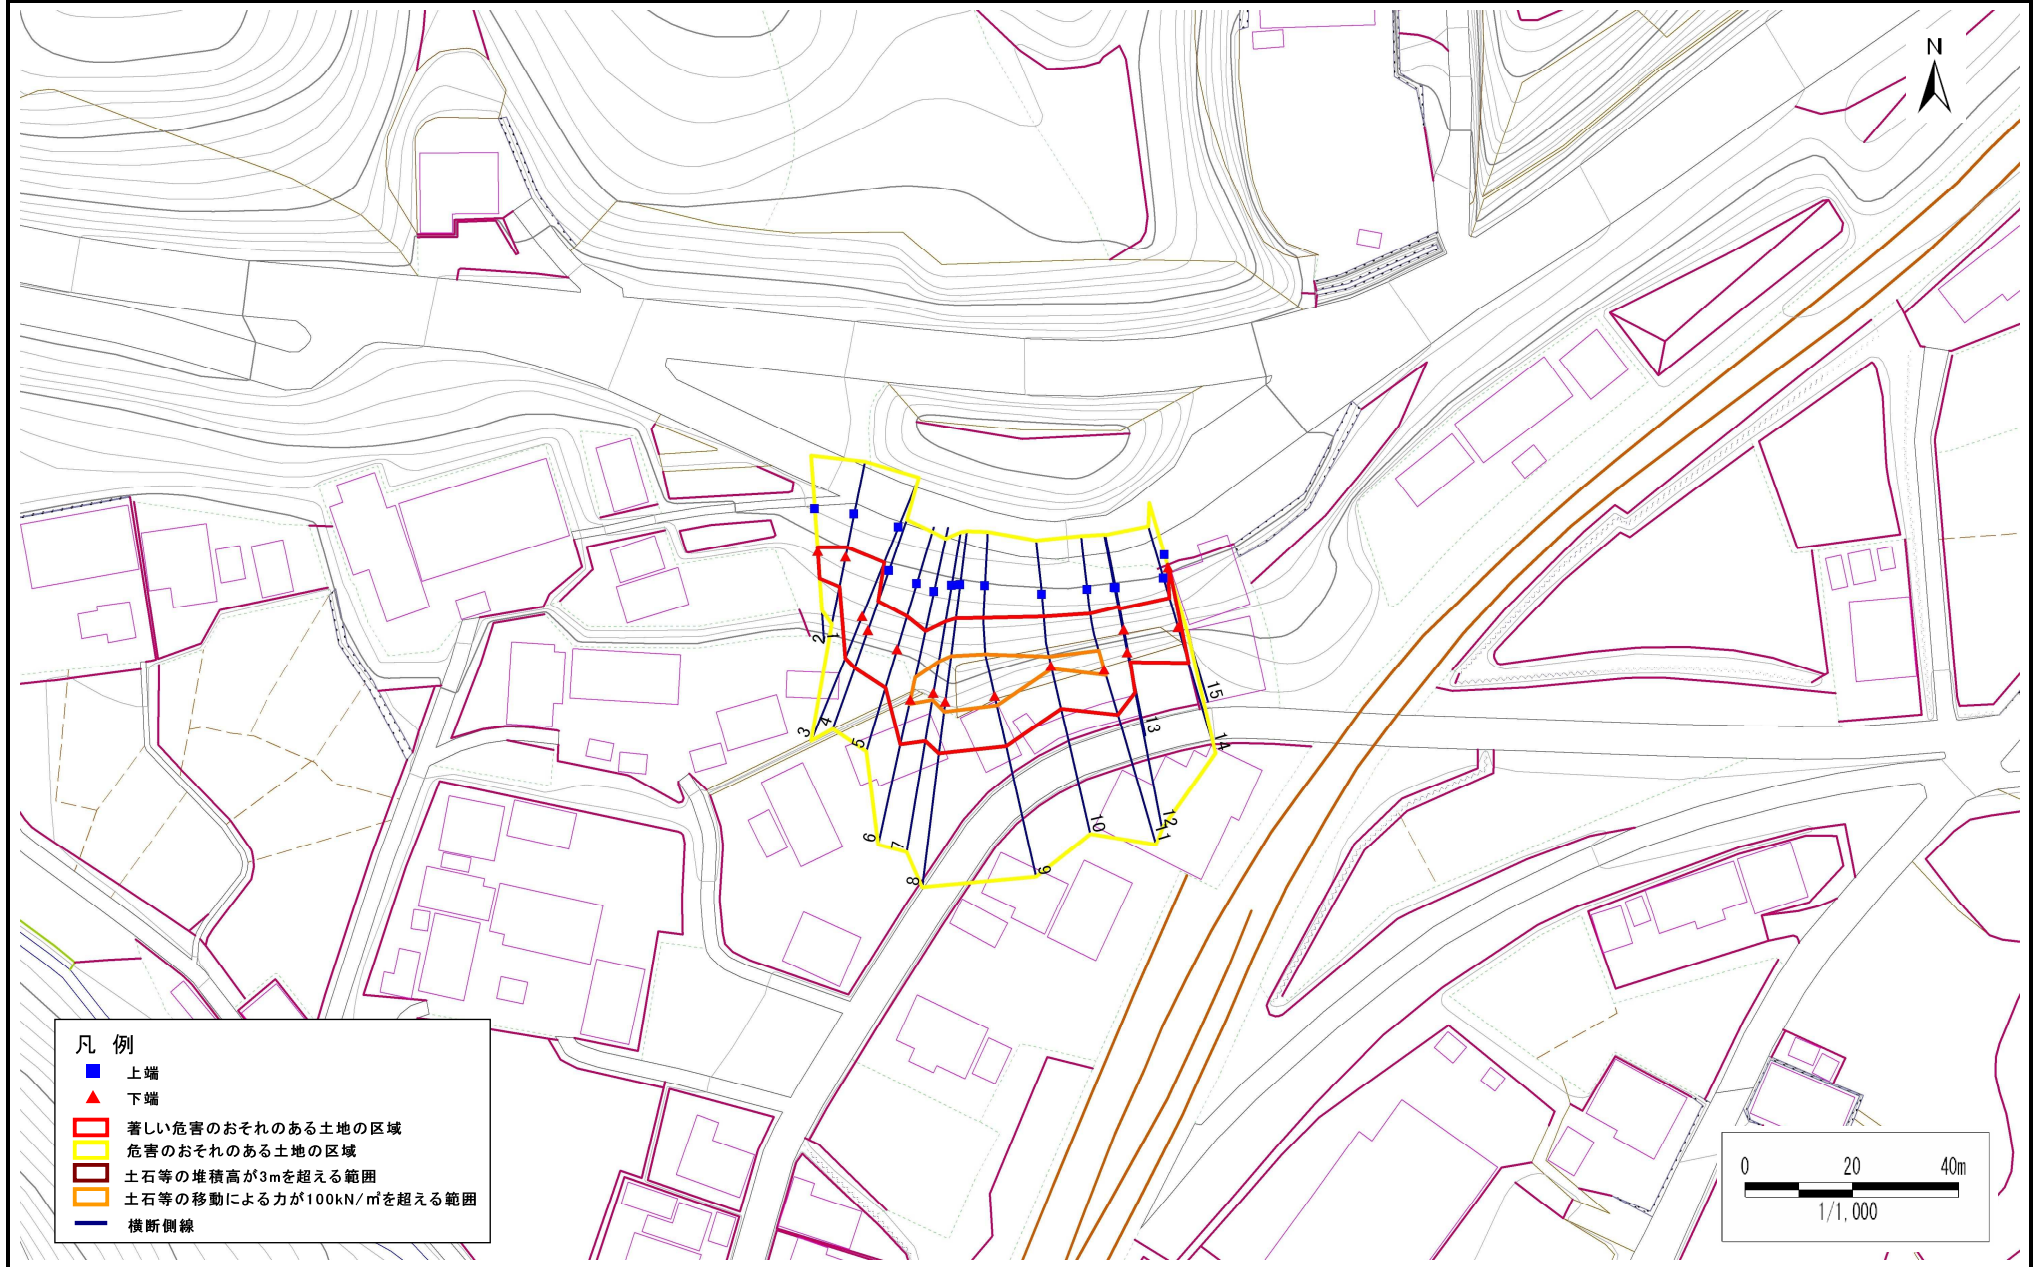 N
2
1
3
4
5
6
7
8
9
10
11
12
13
14
15
凡 例
上端
下端
著しい危害のおそれのある土地の区域
危害のおそれのある土地の区域
土石等の堆積高が3mを超える範囲
土石等の移動による力が100kN/㎡を超える範囲
横断側線
0 20 40m
1/1,000